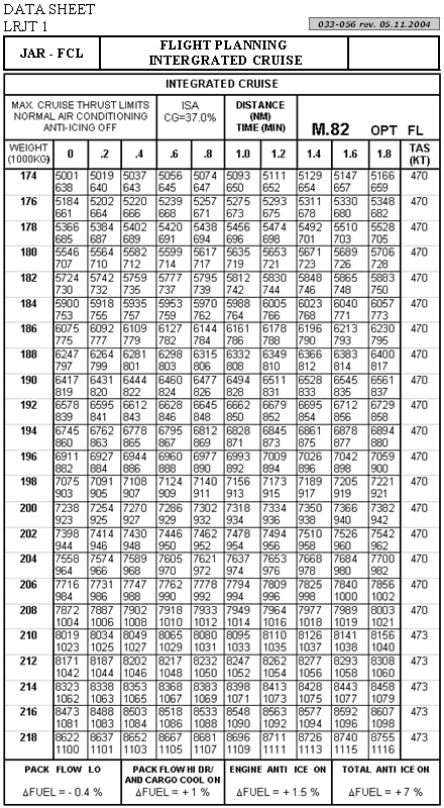 DATA SHEET
LRJT 1
033-056 rev. 05.11.2004
JAR - FCL
FLIGHT PLANNING
INTERGRATED CRUISE
INTEGRATED CRUISE
MAX. CRUISE THRUST LIMITS
NORMAL AIR CONDITIONING
ANTI-ICING OFF
ISA
CG=37.0%
DISTANCE
(NM)
TIME (MIN)
M.82 OPT FL
WEIGHT (1000KG) 0 .2 .4 .6 .8 1.0 1.2 1.4 1.6 1.8 TAS (KT)
174 5001 5019 5037 5056 5074 5093 5111 5129 5147 5166 470
638 640 643 645 647 650 652 654 657 659
176 5184 5202 5220 5239 5257 5275 5293 5311 5330 5348 470
661 664 666 668 671 673 675 678 680 682
178 5366 5384 5402 5420 5438 5456 5474 5492 5510 5528 470
685 687 689 691 694 696 698 701 703 705
180 5546 5564 5582 5599 5617 5635 5653 5671 5689 5706 470
707 710 712 714 717 719 721 723 726 728
182 5724 5742 5759 5777 5795 5812 5830 5848 5865 5883 470
730 732 735 737 739 742 744 746 748 750
184 5900 5918 5935 5953 5970 5988 6005 6023 6040 6057 470
753 755 757 759 762 764 766 768 771 773
186 6075 6092 6109 6127 6144 6161 6178 6196 6213 6230 470
775 777 779 782 784 786 788 790 793 795
188 6247 6264 6281 6298 6315 6332 6349 6366 6383 6400 470
797 799 801 803 806 808 810 812 814 817
190 6417 6431 6444 6460 6477 6494 6511 6528 6545 6561 470
819 820 822 824 826 828 831 833 835 837
192 6578 6595 6612 6628 6645 6662 6679 6695 6712 6729 470
839 841 843 846 848 850 852 854 856 858
194 6745 6762 6778 6795 6812 6828 6845 6861 6878 6894 470
860 863 865 867 869 871 873 875 877 880
196 6911 6927 6944 6960 6977 6993 7009 7026 7042 7059 470
882 884 886 888 890 892 894 896 898 900
198 7075 7091 7108 7124 7140 7156 7173 7189 7205 7221 470
903 905 907 909 911 913 915 917 919 921
200 7238 7254 7270 7286 7302 7318 7334 7350 7366 7382 470
923 925 927 929 932 934 936 938 940 942
202 7398 7414 7430 7446 7462 7478 7494 7510 7526 7542 470
944 946 948 950 952 954 956 958 960 962
204 7558 7574 7589 7605 7621 7637 7653 7668 7684 7700 470
964 966 968 970 972 974 976 978 980 982
206 7716 7731 7747 7762 7778 7794 7809 7825 7840 7856 470
984 986 988 990 992 994 996 998 1000 1002
208 7872 7887 7902 7918 7933 7949 7964 7977 7989 8003 470
1004 1006 1008 1010 1012 1014 1016 1018 1019 1021
210 8019 8034 8049 8065 8080 8095 8110 8126 8141 8156 473
1023 1025 1027 1029 1031 1033 1035 1037 1038 1040
212 8171 8187 8202 8217 8232 8247 8262 8277 8293 8308 473
1042 1044 1046 1048 1050 1052 1054 1056 1058 1060
214 8323 8338 8353 8368 8383 8398 8413 8428 8443 8458 473
1062 1063 1065 1067 1069 1071 1073 1075 1077 1079
216 8473 8488 8503 8518 8533 8548 8563 8577 8592 8607 473
1081 1083 1084 1086 1088 1090 1092 1094 1096 1098
218 8622 8637 8652 8667 8681 8696 8711 8726 8740 8755 473
1100 1101 1103 1105 1107 1109 1111 1113 1115 1116
PACK FLOW LO
ΔFUEL = - 0.4 %
PACK FLOW HI DR/
AND CARGO COOL ON
ΔFUEL = + 1 %
ENGINE ANTI ICE ON
ΔFUEL = + 1.5 %
TOTAL ANTI ICE ON
ΔFUEL = + 7 %